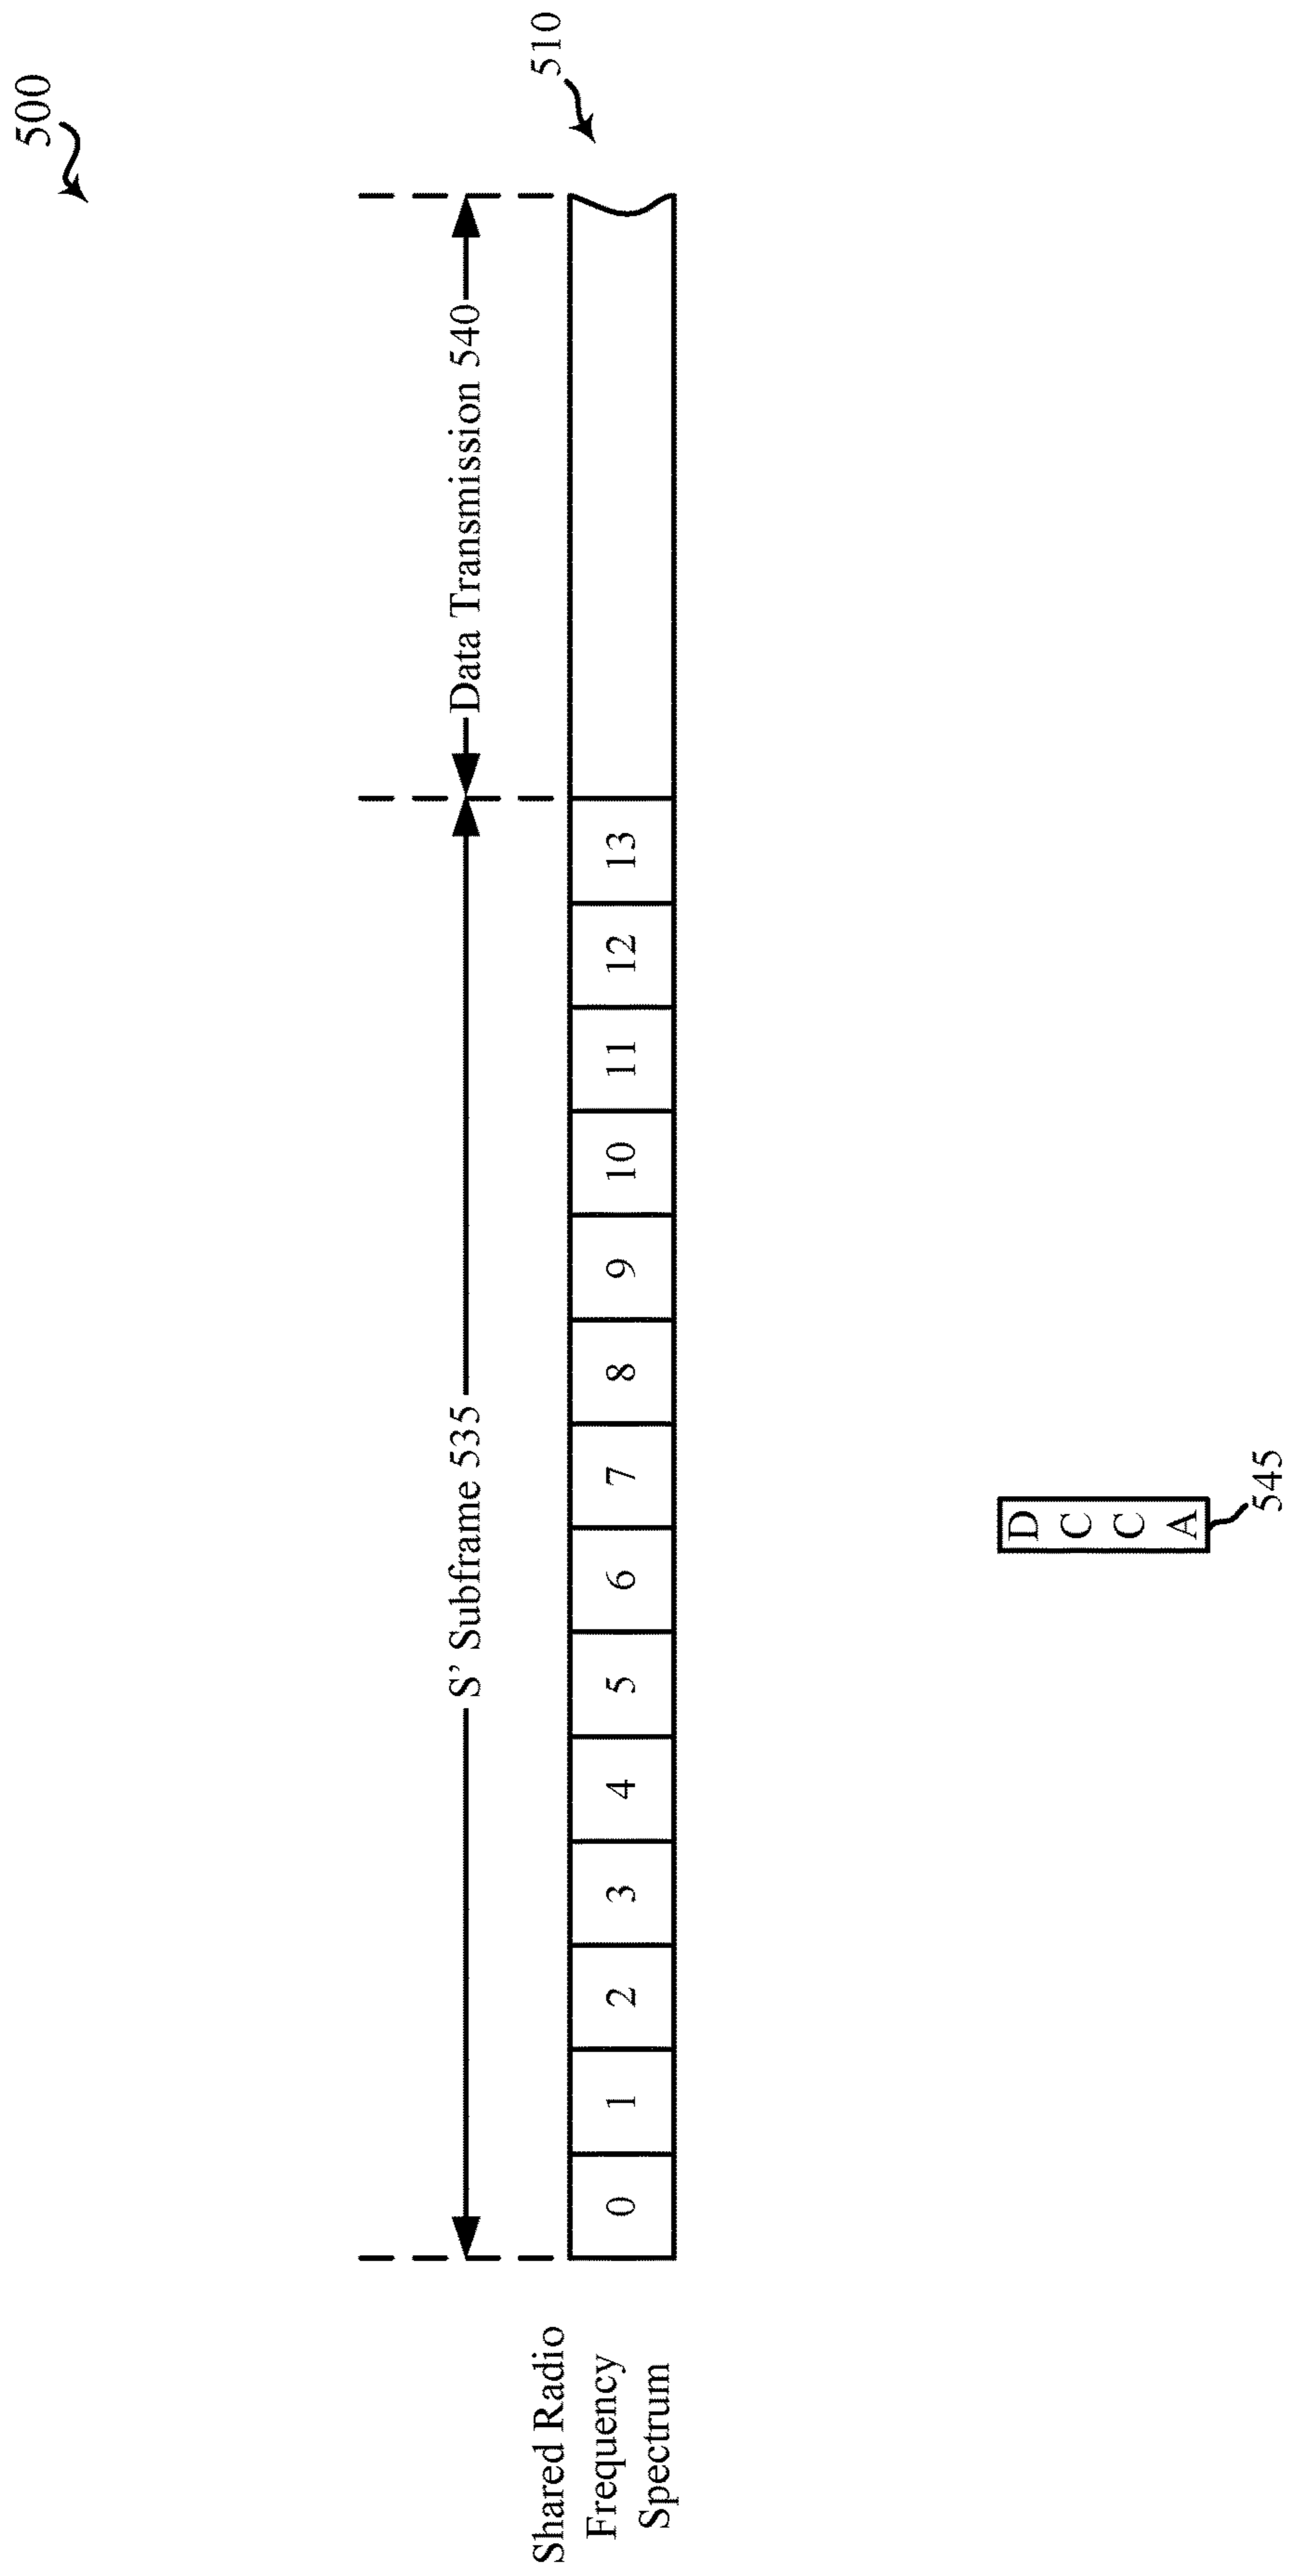 500
510
S’ Subframe 535
Data Transmission 540
Shared Radio
Frequency
Spectrum
0 1 2 3 4 5 6 7 8 9 10 11 12 13
D
C
C
A
545